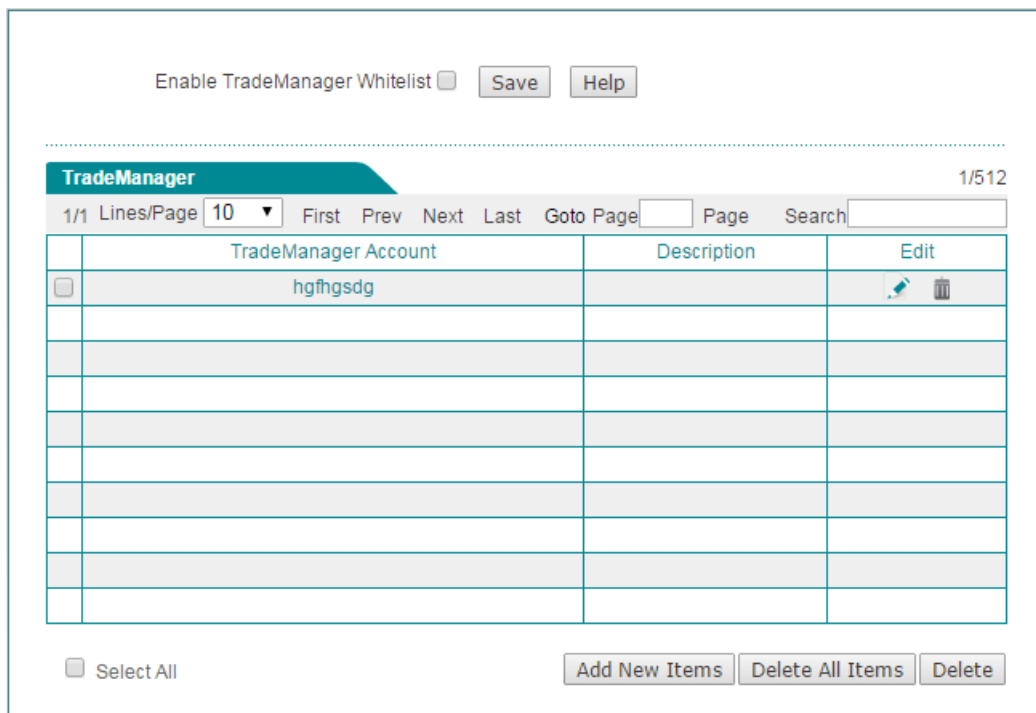 Enable TradeManager Whitelist Save Help
TradeManager 1/512
1/1 Lines/Page 10 First Prev Next Last Goto Page Page Search
TradeManager Account Description Edit
hgfhgsdg
Select All Add New Items Delete All Items Delete